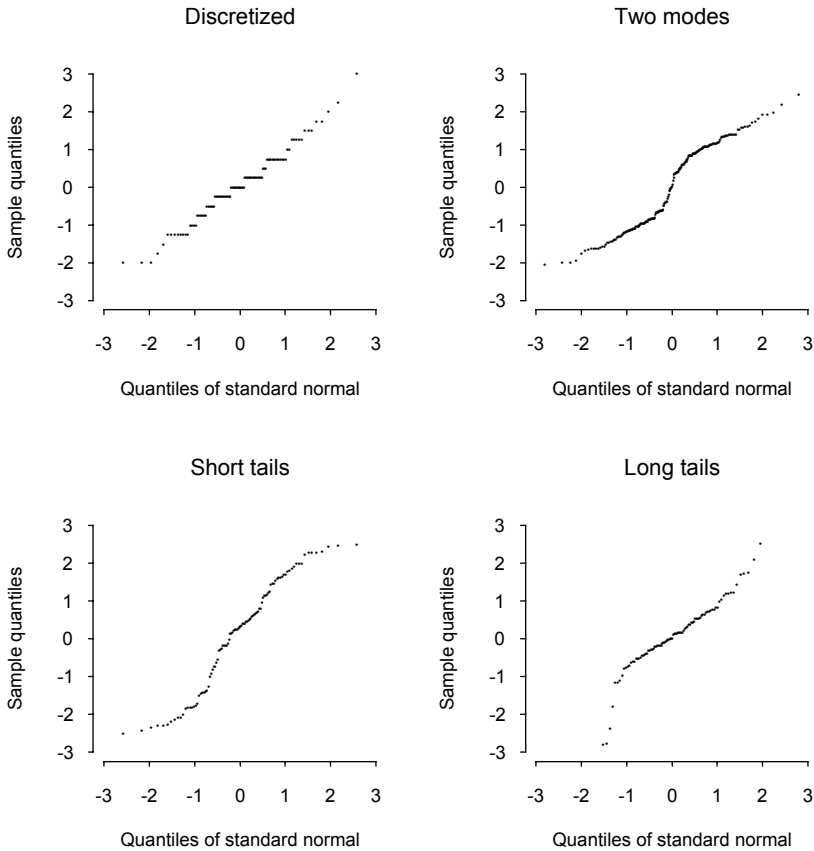 Discretized
Sample quantiles
3
2
1
0
-1
-2
-3
-3 -2 -1 0 1 2 3
Quantiles of standard normal
Two modes
Sample quantiles
3
2
1
0
-1
-2
-3
-3 -2 -1 0 1 2 3
Quantiles of standard normal
Short tails
Sample quantiles
3
2
1
0
-1
-2
-3
-3 -2 -1 0 1 2 3
Quantiles of standard normal
Long tails
Sample quantiles
3
2
1
0
-1
-2
-3
-3 -2 -1 0 1 2 3
Quantiles of standard normal